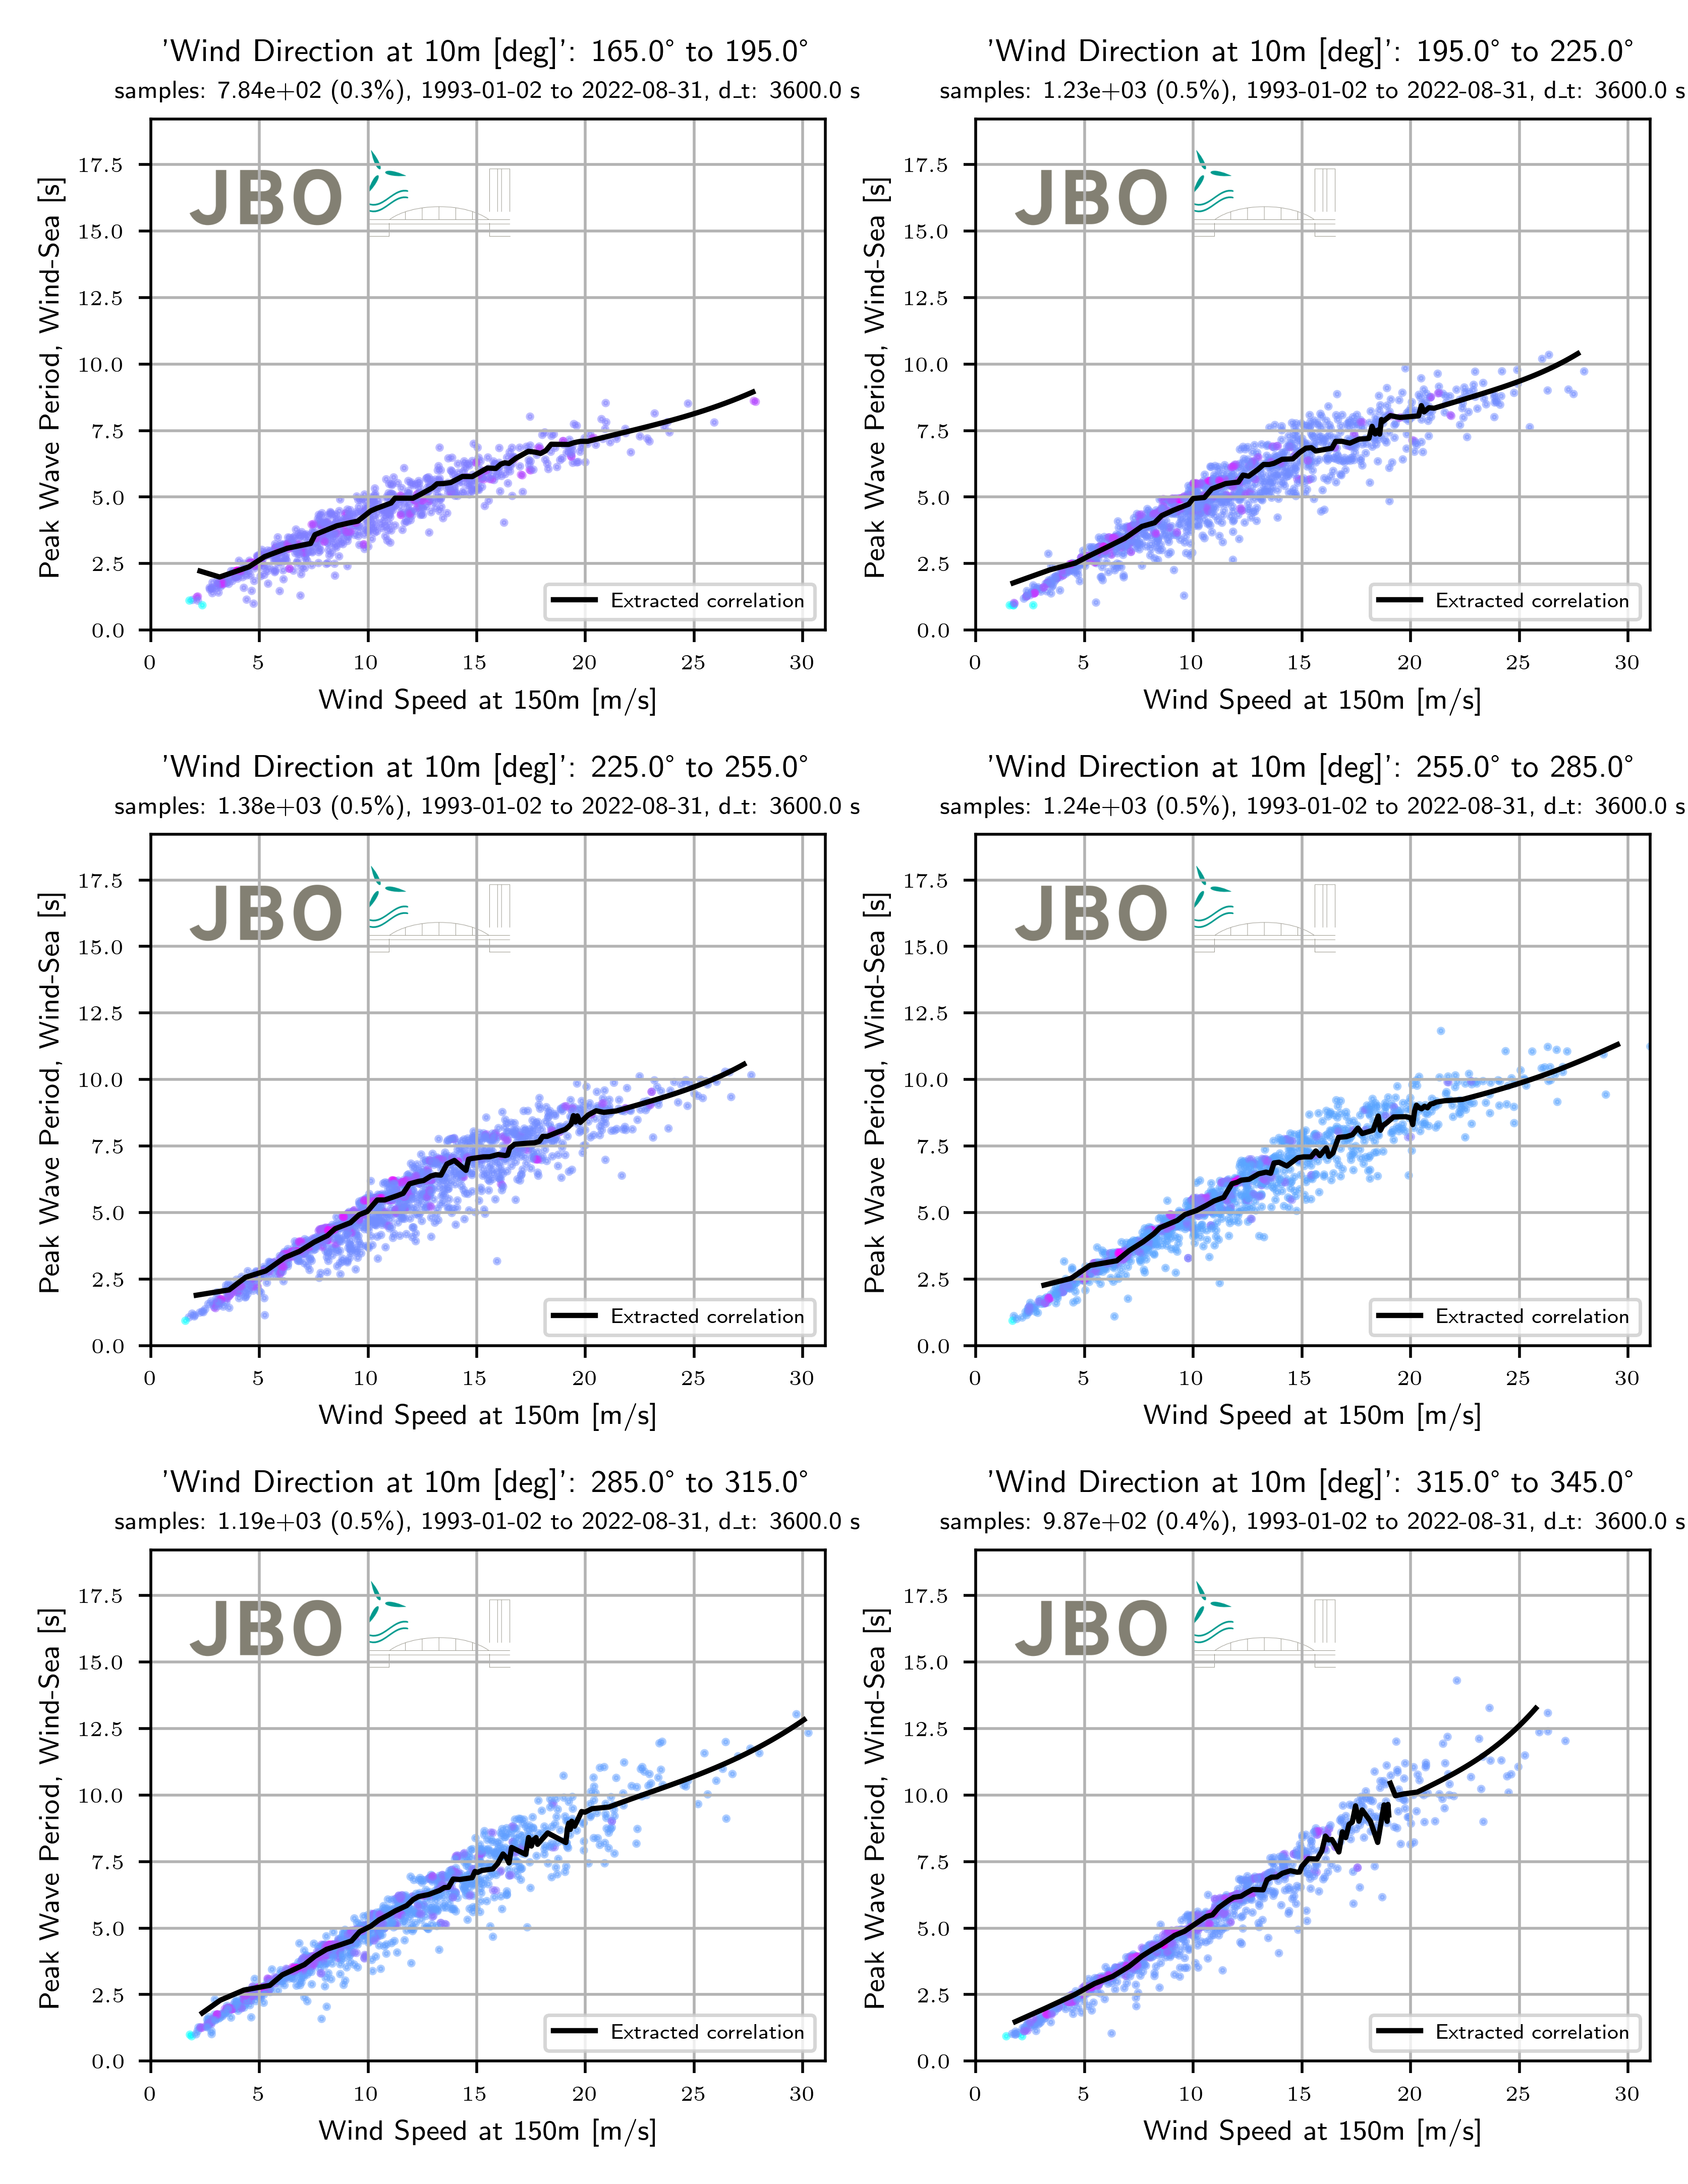 'Wind Direction at 10m [deg]': 165.0° to 195.0°
samples: 7.84e+02 (0.3%), 1993-01-02 to 2022-08-31, d_t: 3600.0 s
17.5
15.0
12.5
10.0
7.5
5.0
2.5
0.0
Peak Wave Period, Wind-Sea [s]
JBO
Extracted correlation
0 5 10 15 20 25 30
Wind Speed at 150m [m/s]
'Wind Direction at 10m [deg]': 195.0° to 225.0°
samples: 1.23e+03 (0.5%), 1993-01-02 to 2022-08-31, d_t: 3600.0 s
17.5
15.0
12.5
10.0
7.5
5.0
2.5
0.0
Peak Wave Period, Wind-Sea [s]
JBO
Extracted correlation
0 5 10 15 20 25 30
Wind Speed at 150m [m/s]
'Wind Direction at 10m [deg]': 225.0° to 255.0°
samples: 1.38e+03 (0.5%), 1993-01-02 to 2022-08-31, d_t: 3600.0 s
17.5
15.0
12.5
10.0
7.5
5.0
2.5
0.0
Peak Wave Period, Wind-Sea [s]
JBO
Extracted correlation
0 5 10 15 20 25 30
Wind Speed at 150m [m/s]
'Wind Direction at 10m [deg]': 255.0° to 285.0°
samples: 1.24e+03 (0.5%), 1993-01-02 to 2022-08-31, d_t: 3600.0 s
17.5
15.0
12.5
10.0
7.5
5.0
2.5
0.0
Peak Wave Period, Wind-Sea [s]
JBO
Extracted correlation
0 5 10 15 20 25 30
Wind Speed at 150m [m/s]
'Wind Direction at 10m [deg]': 285.0° to 315.0°
samples: 1.19e+03 (0.5%), 1993-01-02 to 2022-08-31, d_t: 3600.0 s
17.5
15.0
12.5
10.0
7.5
5.0
2.5
0.0
Peak Wave Period, Wind-Sea [s]
JBO
Extracted correlation
0 5 10 15 20 25 30
Wind Speed at 150m [m/s]
'Wind Direction at 10m [deg]': 315.0° to 345.0°
samples: 9.87e+02 (0.4%), 1993-01-02 to 2022-08-31, d_t: 3600.0 s
17.5
15.0
12.5
10.0
7.5
5.0
2.5
0.0
Peak Wave Period, Wind-Sea [s]
JBO
Extracted correlation
0 5 10 15 20 25 30
Wind Speed at 150m [m/s]